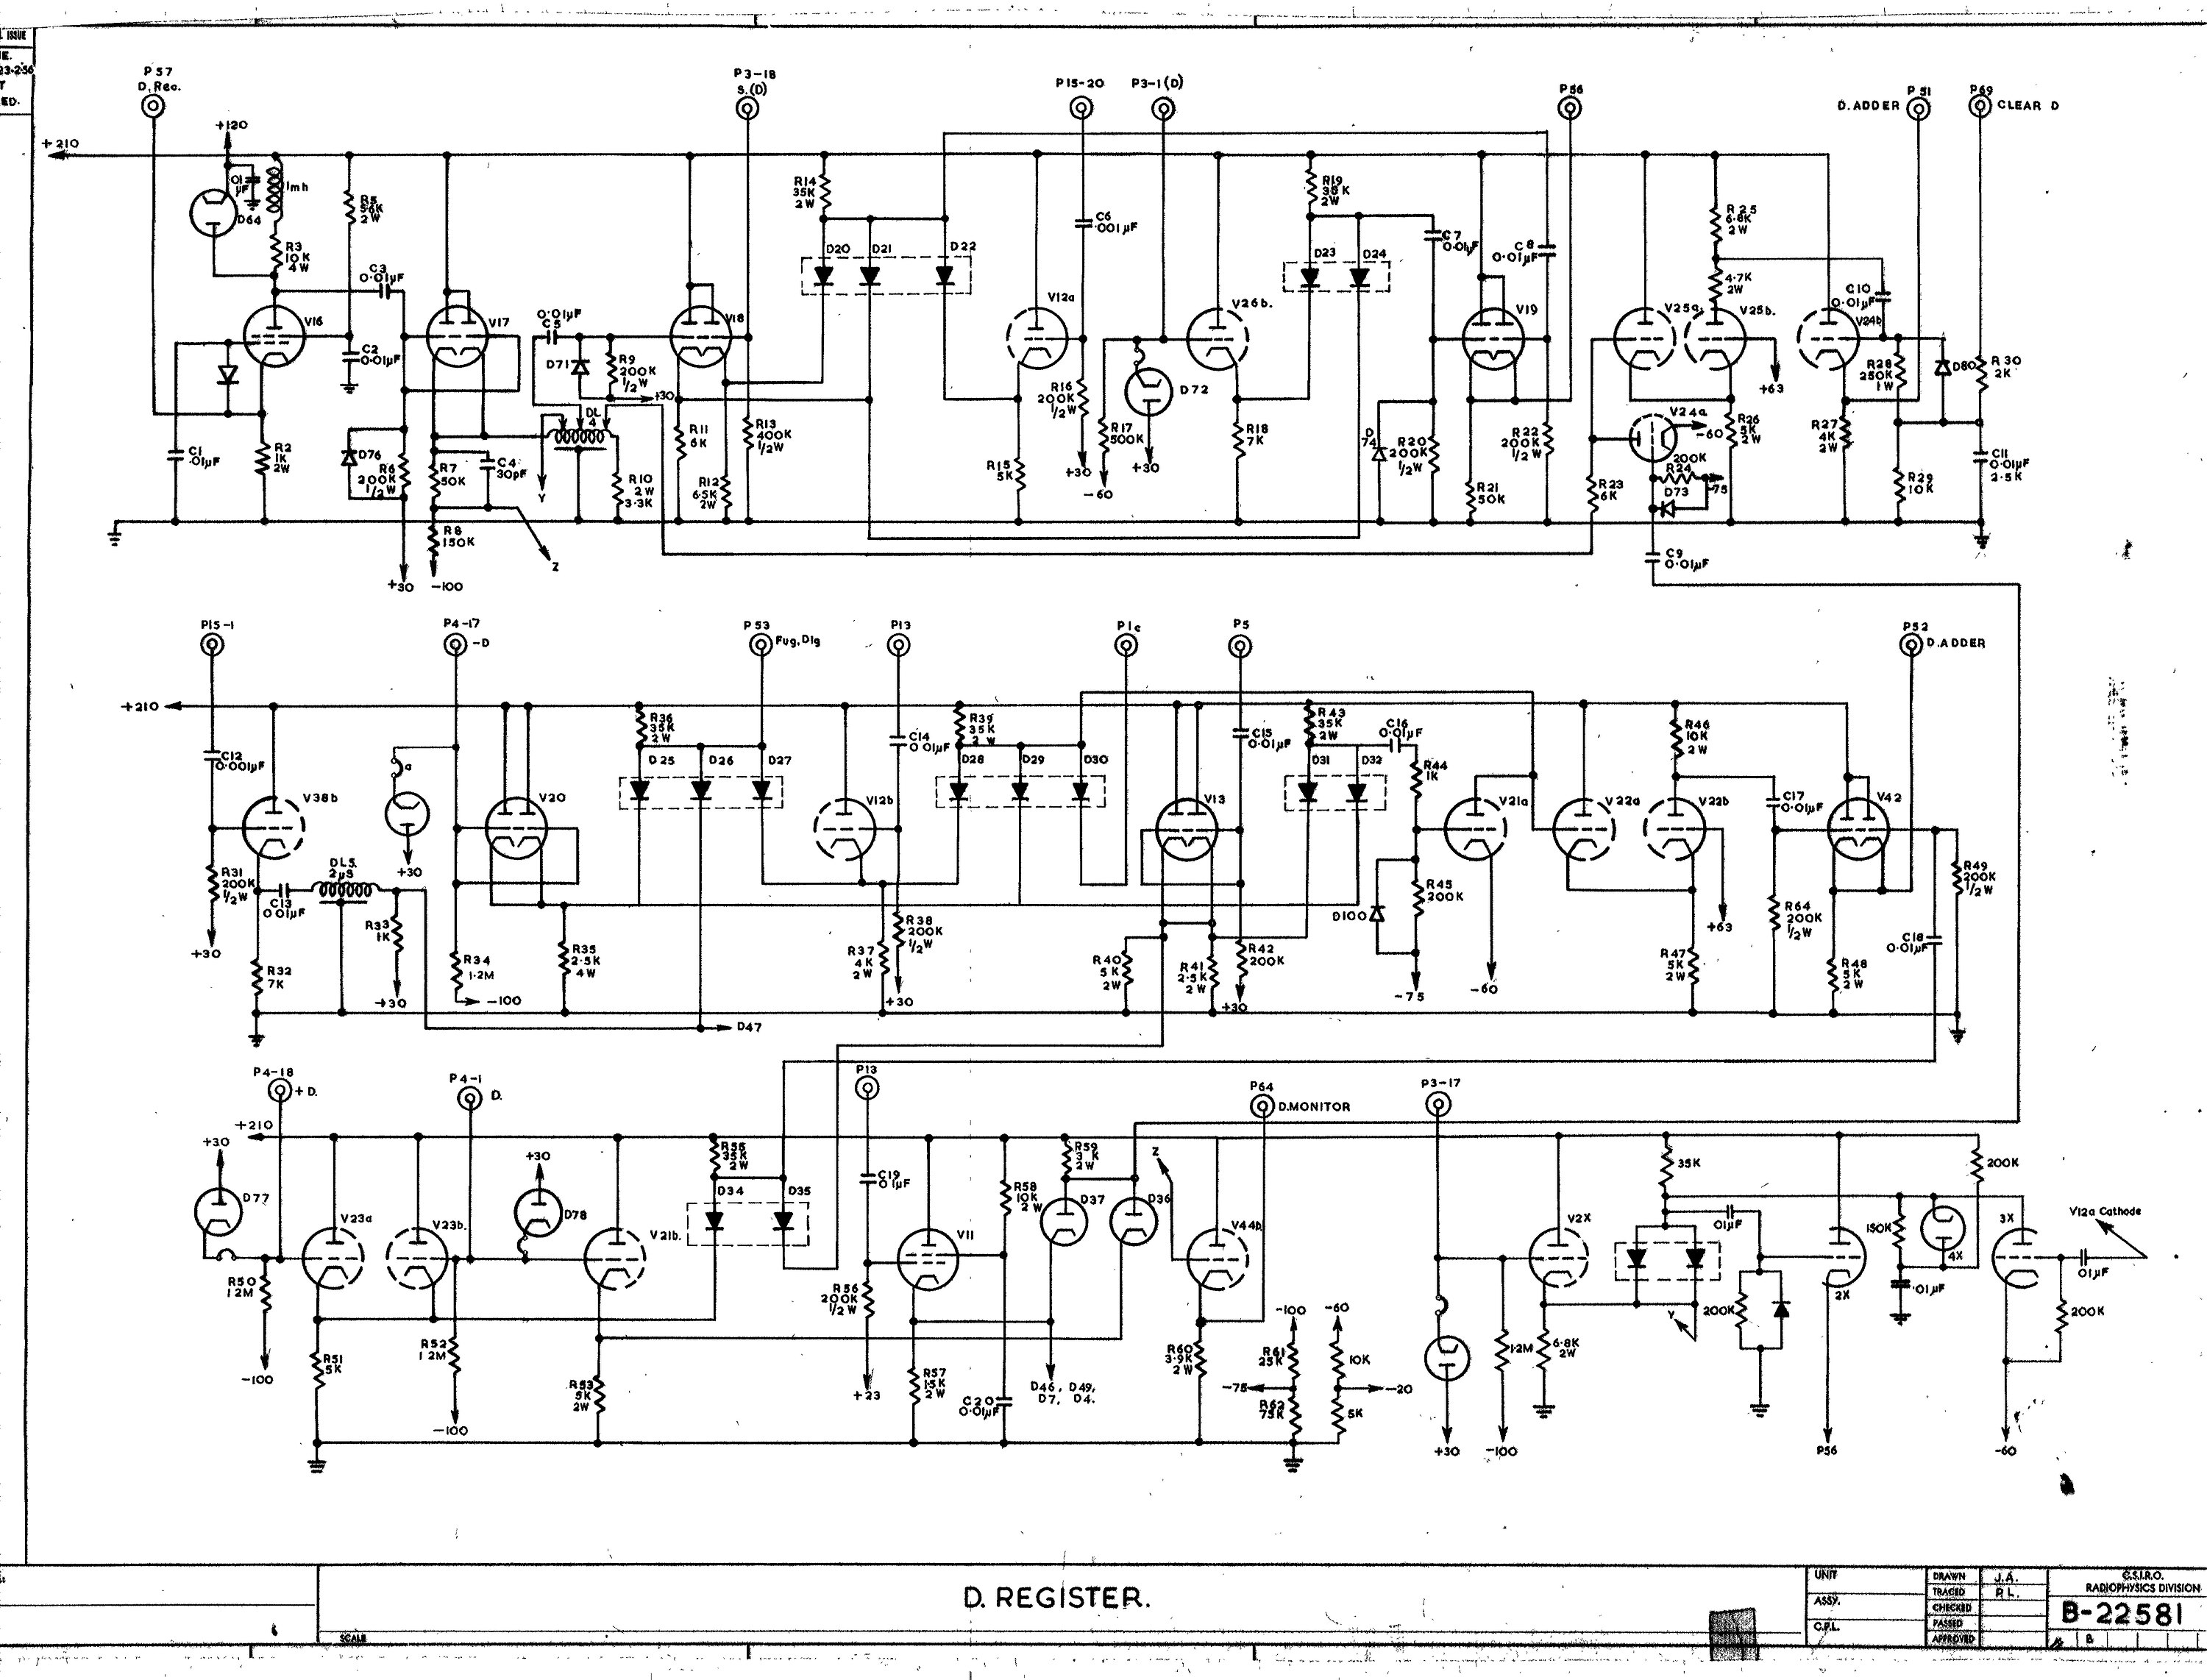 ISSUE
E.
23-2-56
T
ED.
P57
D. Rec.
P3-18
S.(D)
P15-20
P3-1 (D)
P56
D. ADDER
P 51
P69
CLEAR D
+120
+210
·01
µF
1mh
D64
R3
10K
4W
R5
5·6K
2W
C3
0·01µF
V16
C2
0·01µF
C1
·01µF
R2
1K
2W
D76
R6
200K
1/2W
V17
R7
50K
C4
30pF
R8
150K
+30
-100
Z
0·01µF
C5
D71
R9
200K
1/2W
+30
DL
4
Y
R10
2W
3·3K
V18
R11
6K
R12
6·5K
2W
R13
400K
1/2W
R14
35K
2W
D20
D21
D22
V12a
R15
5K
C6
·001µF
R16
200K
1/2W
+30
R17
500K
-60
D72
+30
V26b.
R18
7K
R19
35K
2W
D23
D24
C7
0·01µF
D
74
R20
200K
1/2W
V19
R21
50K
C8
0·01µF
R22
200K
1/2W
V25a.
V25b.
R 25
6·8K
2W
4·7K
2W
+63
V24a
-60
200K
R24
-75
D73
R23
6K
C9
0·01µF
R26
5K
2W
C10
0·01µF
V24b
R27
4K
2W
R28
250K
1W
D80
R29
10K
R 30
2K
C11
0·01µF
2·5K
P15-1
P4-17
-D
P53
Fug, Dig
P13
P1c
P5
P52
D. ADDER
+210
C12
0·001µF
V38b
R31
200K
1/2W
+30
R32
7K
C13
0·01µF
DL5.
2µS
R33
1K
+30
a
+30
R34
1.2M
-100
V20
R35
2·5K
4W
R36
35K
2W
D25
D26
D27
D47
V12b
C14
0·01µF
R37
4K
2W
R38
200K
1/2W
+30
R39
35K
2W
D28
D29
D30
V13
C15
0·01µF
R40
5K
2W
R41
2·5K
2W
R42
200K
+30
R43
35K
2W
D31
D32
C16
0·01µF
R44
1K
D100
R45
200K
-75
V21a
-60
V22a
V22b
R46
10K
2W
R47
5K
2W
+63
C17
0·01µF
R64
200K
1/2W
V42
R48
5K
2W
C18
0·01µF
R49
200K
1/2W
P4-18
+ D.
P4-1
D.
P13
P64
D.MONITOR
P3-17
+30
+210
D77
R50
1 2M
-100
V23a
R51
5K
V23b.
R52
1 2M
-100
+30
D78
V21b.
R53
5K
2W
R55
35K
2W
D34
D35
C19
0·1µF
R56
200K
1/2W
+23
V11
R57
1·5K
2W
R58
10K
2W
C20
0·01µF
R59
3 K
2W
D37
D36
D46, D49,
D7, D4.
Z
V44b
R60
3.9K
2W
-100
-60
R61
25K
10K
-75
-20
R62
75K
5K
+30
1·2M
-100
V2X
6·8K
2W
35K
Y
·01µF
200K
2X
P56
150K
4X
·01µF
200K
3X
V12a Cathode
·01µF
200K
-60
D. REGISTER.
SCALE
UNIT
ASSY.
C.P.L.
DRAWN J.A.
TRACED P.L.
CHECKED
PASSED
APPROVED
C.S.I.R.O.
RADIOPHYSICS DIVISION
B-22581
B